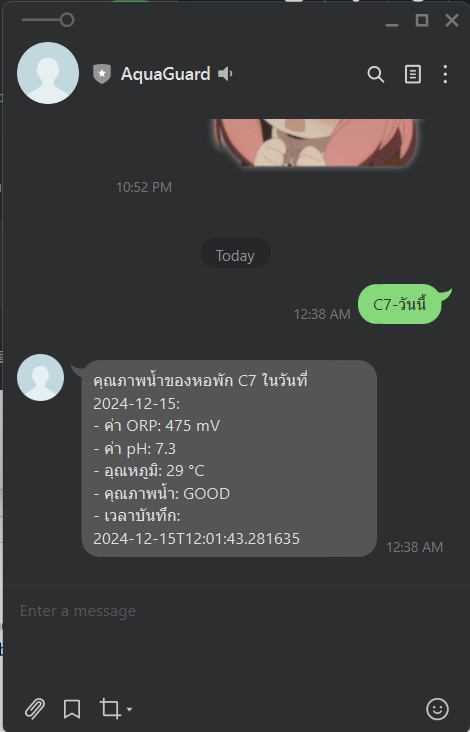 AquaGuard
10:52 PM
Today
C7-วันนี้
12:38 AM
คุณภาพน้ำของหอพัก C7 ในวันที่
2024-12-15:
- ค่า ORP: 475 mV
- ค่า pH: 7.3
- อุณหภูมิ: 29 °C
- คุณภาพน้ำ: GOOD
- เวลาบันทึก:
2024-12-15T12:01:43.281635
12:38 AM
Enter a message